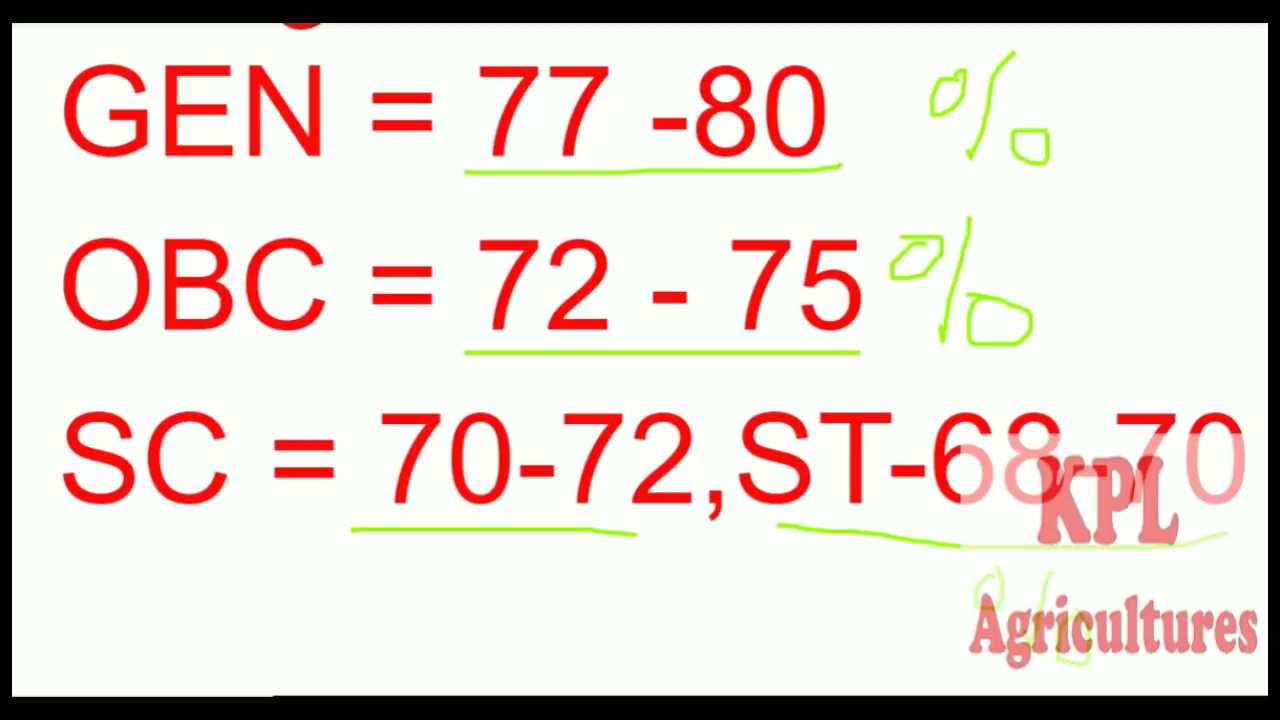 GEN = 77 -80 %
OBC = 72 - 75 %
SC = 70-72,ST-68-70
%
KPL
Agricultures